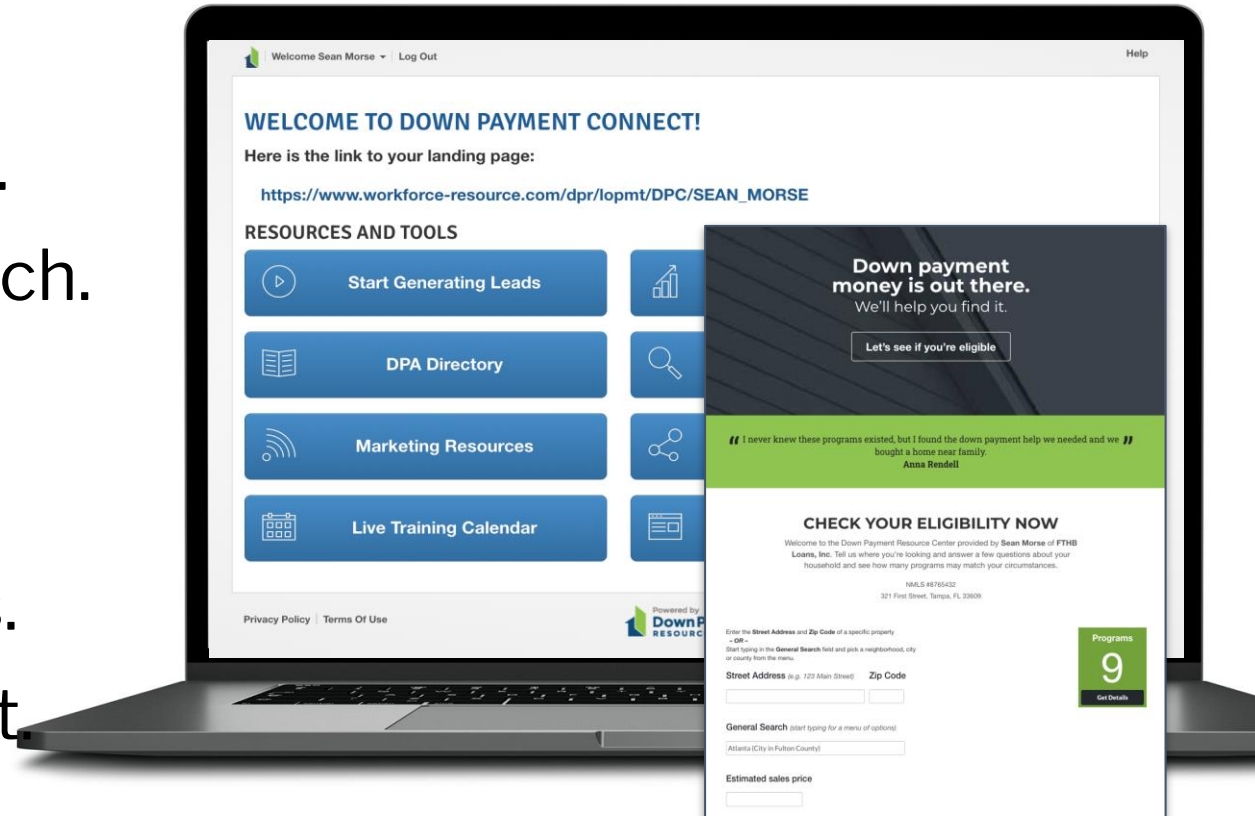 ch.
Welcome Sean Morse
Log Out
Help
WELCOME TO DOWN PAYMENT CONNECT!
Here is the link to your landing page:
https://www.workforce-resource.com/dpr/lopmt/DPC/SEAN_MORSE
RESOURCES AND TOOLS
Start Generating Leads
DPA Directory
Marketing Resources
Live Training Calendar
Privacy Policy | Terms Of Use
Powered by
Down P
RESOURC
Down payment
money is out there.
We'll help you find it.
Let's see if you're eligible
“ I never knew these programs existed, but I found the down payment help we needed and we ”
bought a home near family.
Anna Rendell
CHECK YOUR ELIGIBILITY NOW
Welcome to the Down Payment Resource Center provided by Sean Morse of FTHB
Loans, Inc. Tell us where you're looking and answer a few questions about your
household and see how many programs may match your circumstances.
NMLS #8765432
321 First Street, Tampa, FL 33609
Enter the Street Address and Zip Code of a specific property
– OR –
Start typing in the General Search field and pick a neighborhood, city
or county from the menu.
Street Address (e.g. 123 Main Street) Zip Code
General Search (start typing for a menu of options)
Atlanta (City in Fulton County)
Estimated sales price
Programs
9
Get Details
t.